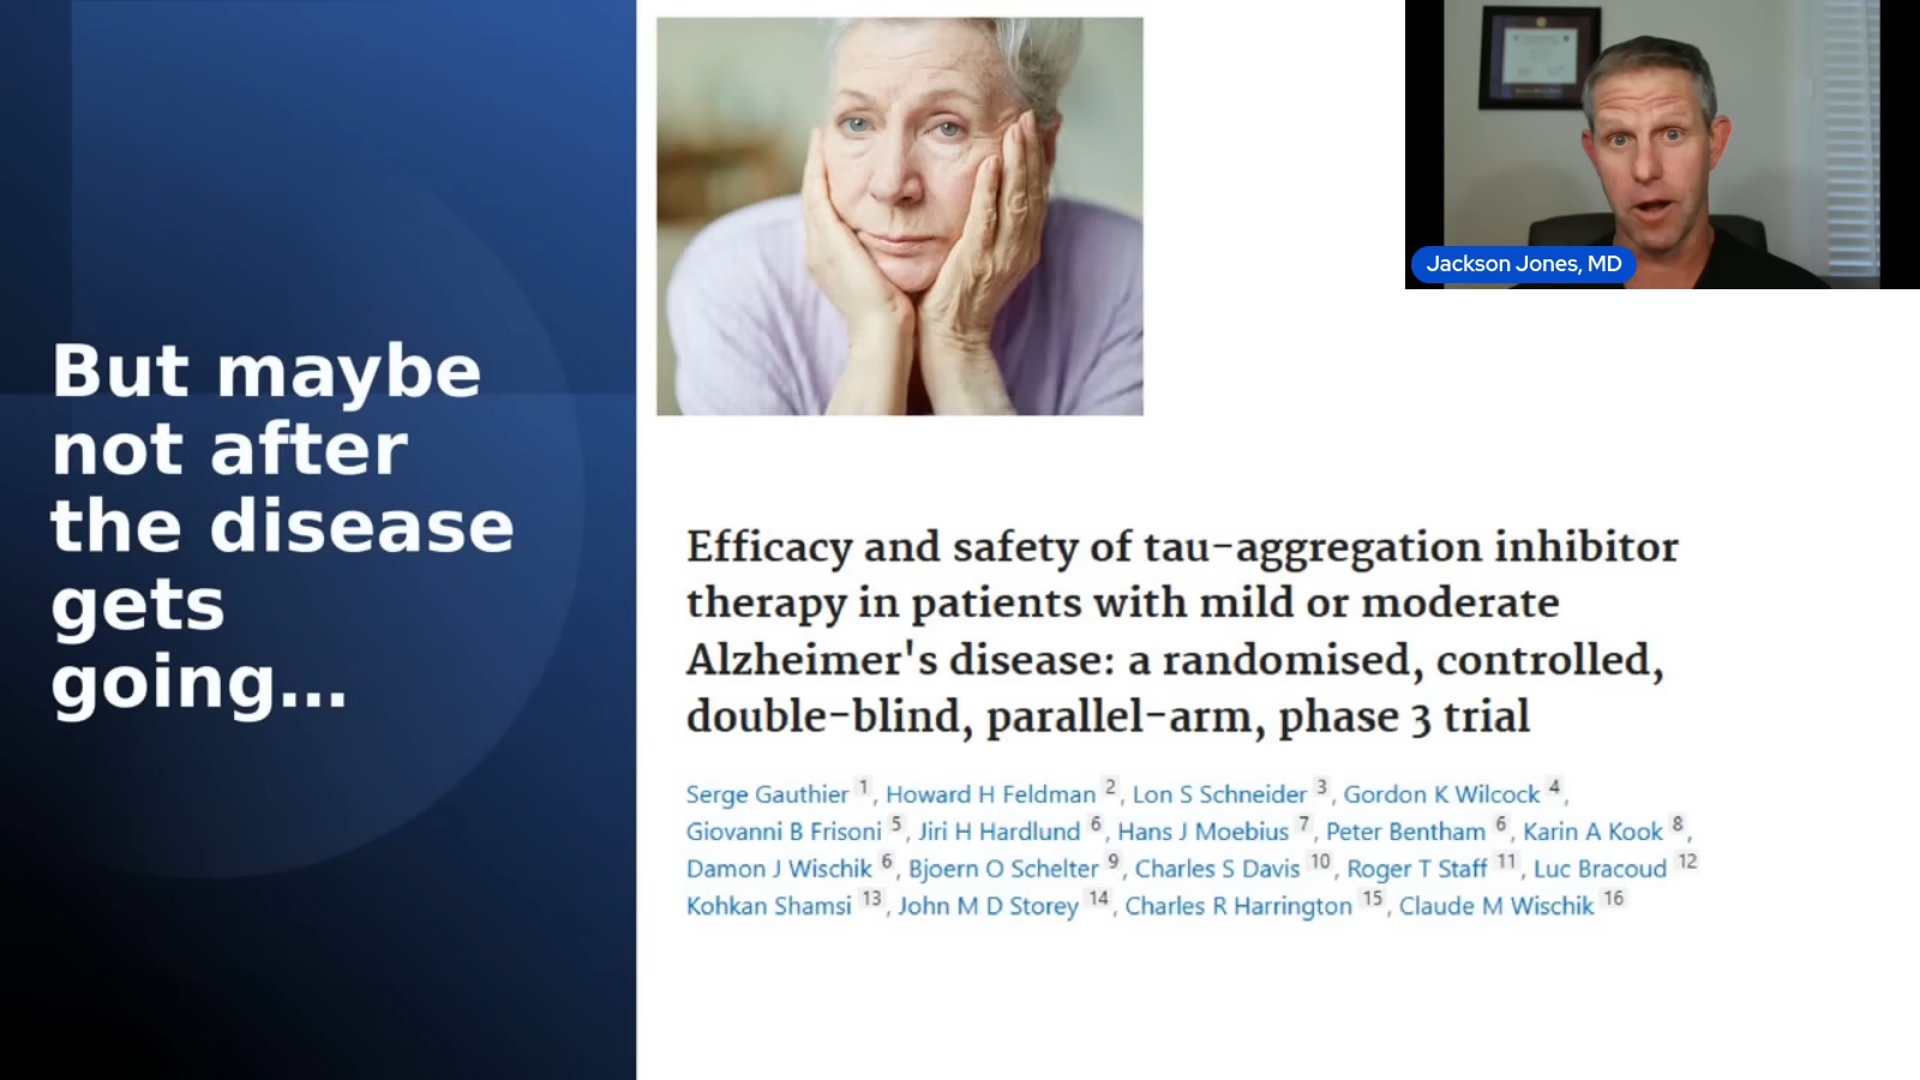 But maybe
not after
the disease
gets
going...
Jackson Jones, MD
Efficacy and safety of tau-aggregation inhibitor
therapy in patients with mild or moderate
Alzheimer's disease: a randomised, controlled,
double-blind, parallel-arm, phase 3 trial
Serge Gauthier 1, Howard H Feldman 2, Lon S Schneider 3, Gordon K Wilcock 4,
Giovanni B Frisoni 5, Jiri H Hardlund 6, Hans J Moebius 7, Peter Bentham 6, Karin A Kook 8,
Damon J Wischik 6, Bjoern O Schelter 9, Charles S Davis 10, Roger T Staff 11, Luc Bracoud 12
Kohkan Shamsi 13, John M D Storey 14, Charles R Harrington 15, Claude M Wischik 16